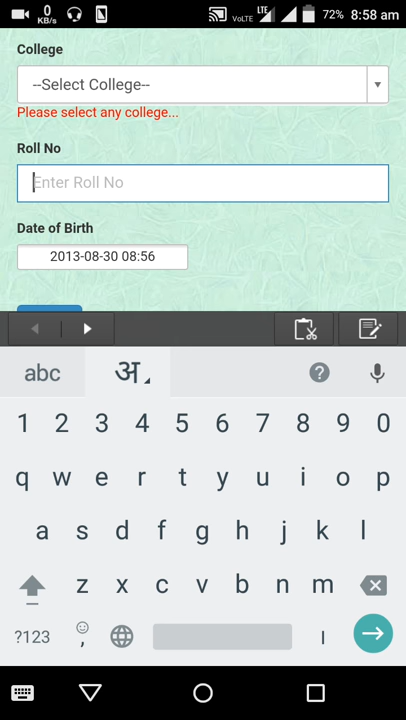 0
KB/s
VoLTE
LTE
72%
8:58 am
College
--Select College--
Please select any college...
Roll No
Enter Roll No
Date of Birth
2013-08-30 08:56
abc
अ
?
1 2 3 4 5 6 7 8 9 0
q w e r t y u i o p
a s d f g h j k l
z x c v b n m
?123 , ।